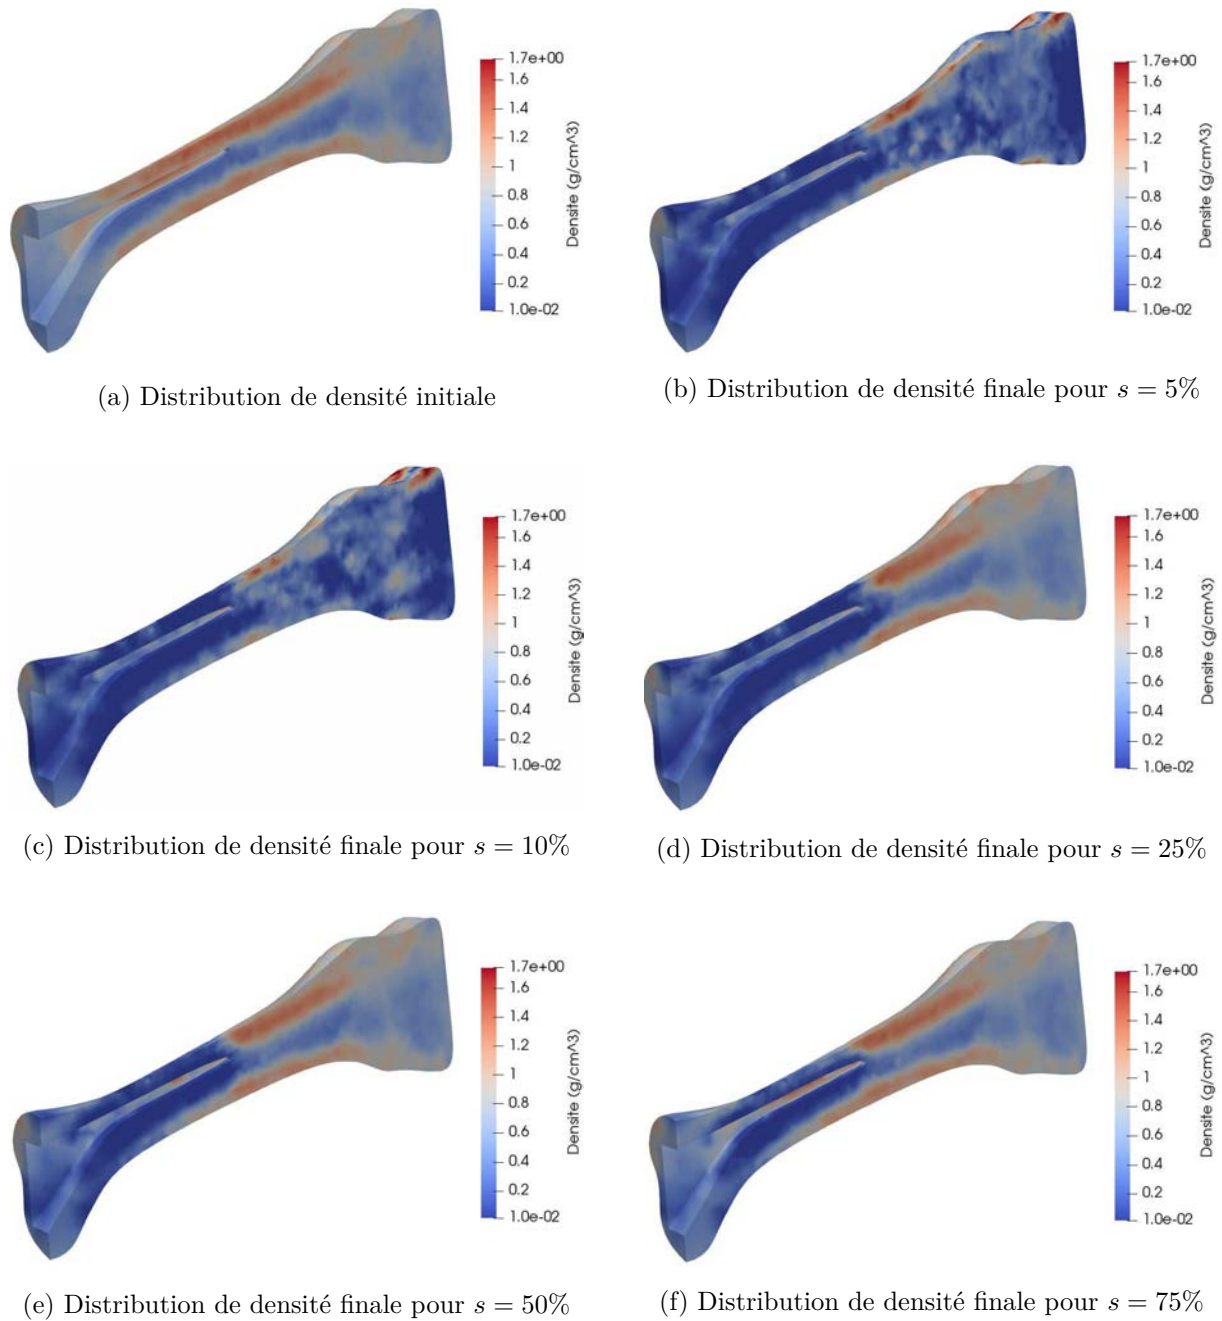 1.7e+00
1.6
1.4
1.2
1
0.8
0.6
0.4
0.2
1.0e-02
Densite (g/cm^3)
(a) Distribution de densité initiale
1.7e+00
1.6
1.4
1.2
1
0.8
0.6
0.4
0.2
1.0e-02
Densite (g/cm^3)
(b) Distribution de densité finale pour s = 5%
1.7e+00
1.6
1.4
1.2
1
0.8
0.6
0.4
0.2
1.0e-02
Densite (g/cm^3)
(c) Distribution de densité finale pour s = 10%
1.7e+00
1.6
1.4
1.2
1
0.8
0.6
0.4
0.2
1.0e-02
Densite (g/cm^3)
(d) Distribution de densité finale pour s = 25%
1.7e+00
1.6
1.4
1.2
1
0.8
0.6
0.4
0.2
1.0e-02
Densite (g/cm^3)
(e) Distribution de densité finale pour s = 50%
1.7e+00
1.6
1.4
1.2
1
0.8
0.6
0.4
0.2
1.0e-02
Densite (g/cm^3)
(f) Distribution de densité finale pour s = 75%